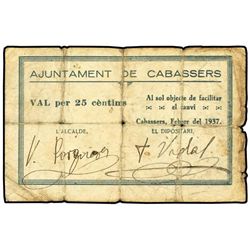 AJUNTAMENT DE CABASSERS
VAL per 25 cèntims
Al sol objecte de facilitar
el canvi
Cabassers, Febrer del 1937.
L'ALCALDE,
EL DIPOSITARI,
Vidal